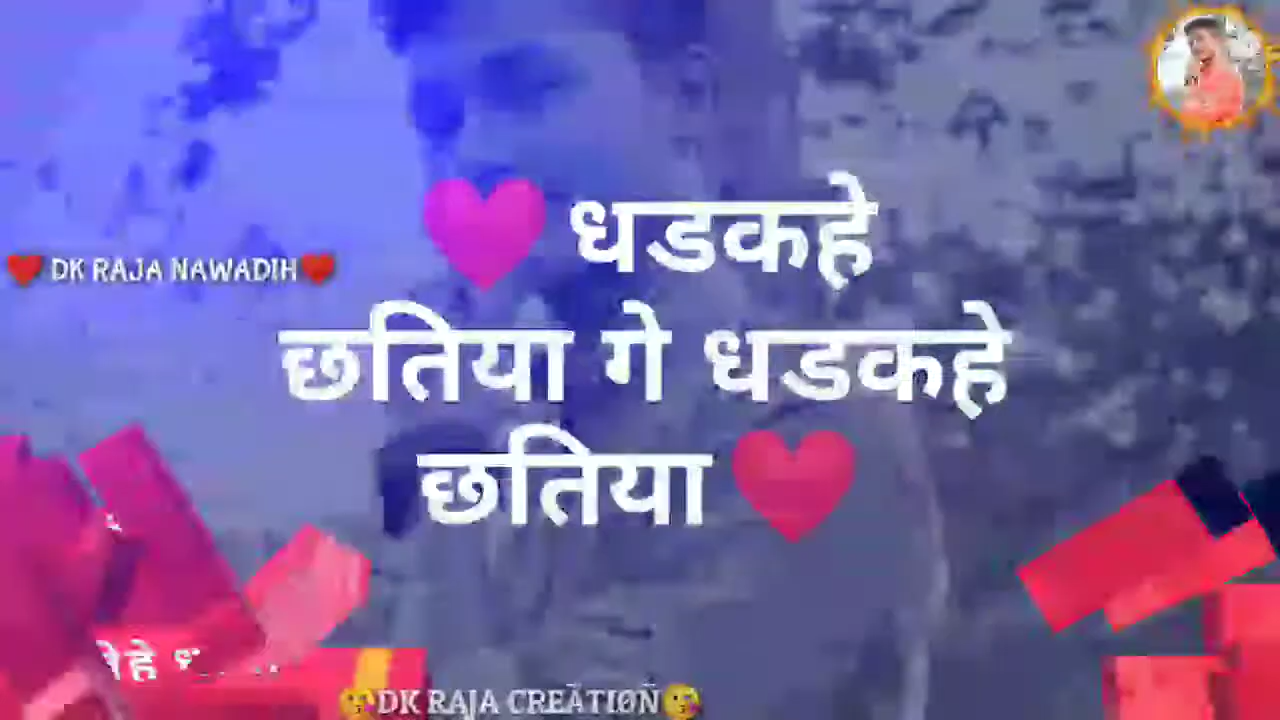 धडकहे
❤️ DK RAJA NAWADIH❤️
छतिया गे धडकहे
छतिया
😘DK RAJA CREATION😘